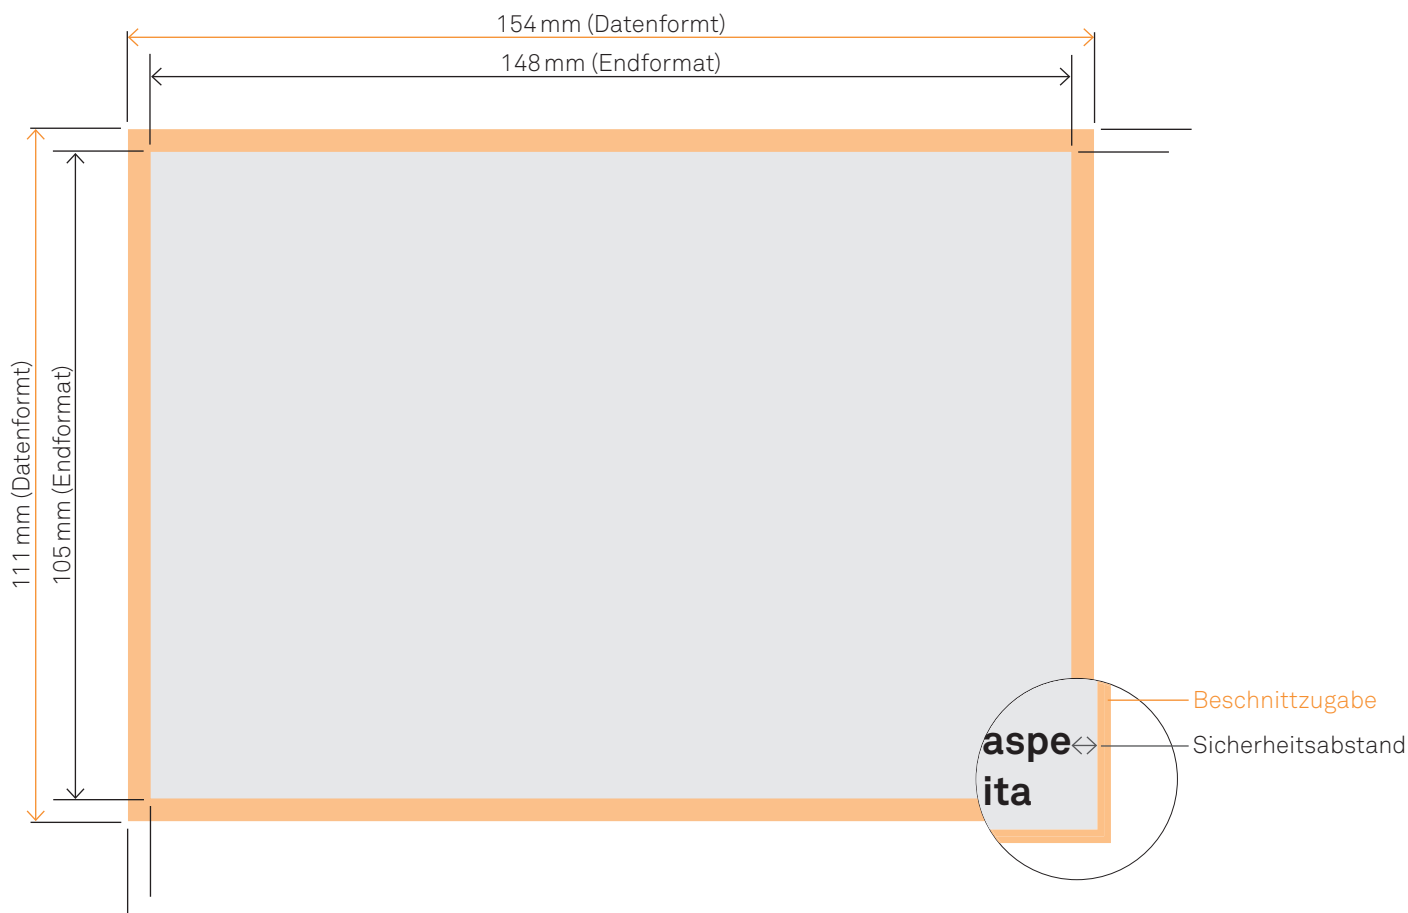 154 mm (Datenformt)
148 mm (Endformat)
111 mm (Datenformt)
105 mm (Endformat)
Beschnittzugabe
aspe
Sicherheitsabstand
ita